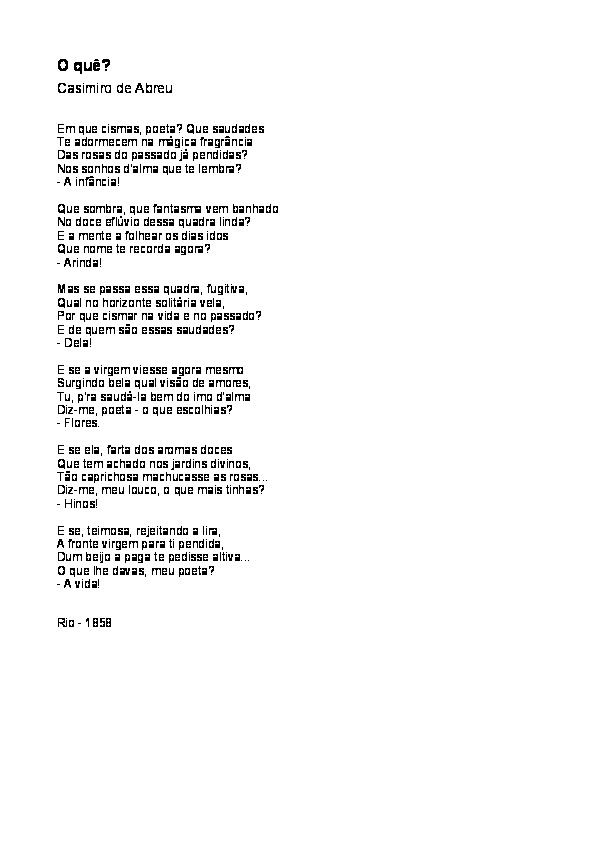 O quê?
Casimiro de Abreu
Em que cismas, poeta? Que saudades
Te adormecem na mágica fragrância
Das rosas do passado já pendidas?
Nos sonhos d'alma que te lembra?
- A infância!
Que sombra, que fantasma vem banhado
No doce eflúvio dessa quadra linda?
E a mente a folhear os dias idos
Que nome te recorda agora?
- Arinda!
Mas se passa essa quadra, fugitiva,
Qual no horizonte solitária vela,
Por que cismar na vida e no passado?
E de quem são essas saudades?
- Dela!
E se a virgem viesse agora mesmo
Surgindo bela qual visão de amores,
Tu, p'ra saudá-la bem do imo d'alma
Diz-me, poeta - o que escolhias?
- Flores.
E se ela, farta dos aromas doces
Que tem achado nos jardins divinos,
Tão caprichosa machucasse as rosas...
Diz-me, meu louco, o que mais tinhas?
- Hinos!
E se, teimosa, rejeitando a lira,
A fronte virgem para ti pendida,
Dum beijo a paga te pedisse altiva...
O que lhe davas, meu poeta?
- A vida!
Rio - 1858